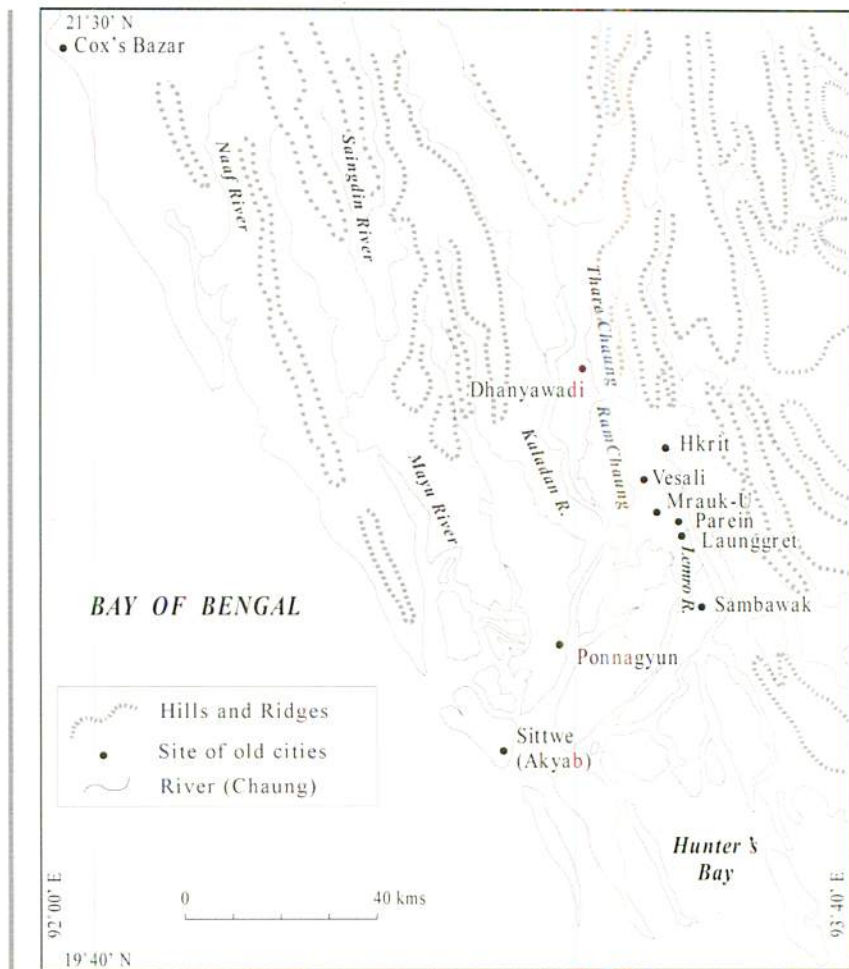 21°30' N
Cox's Bazar
Naaf River
Saingdin River
Tharo Chaung
Dhanyawadi
Ram Chaung
Hkrit
Vesali
Mrauk-U
Parein
Launggret
Kaladan R.
Mayu River
Lemro R.
BAY OF BENGAL
Sambawak
Ponnagyun
Hills and Ridges
Site of old cities
River (Chaung)
Sittwe
(Akyab)
Hunter's
Bay
0 40 kms
92°00' E
93°40' E
19°40' N